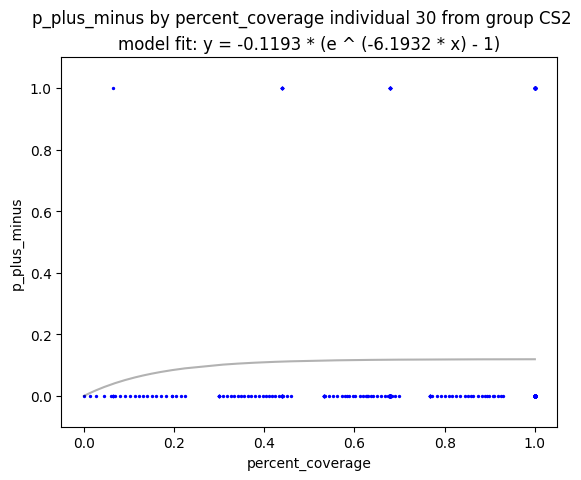 p_plus_minus by percent_coverage individual 30 from group CS2
model fit: y = -0.1193 * (e ^ (-6.1932 * x) - 1)
1.0
0.8
0.6
0.4
0.2
0.0
p_plus_minus
0.0 0.2 0.4 0.6 0.8 1.0
percent_coverage